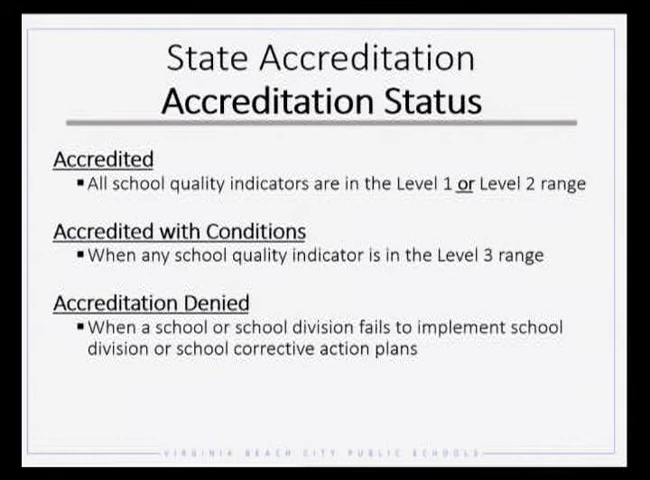 State Accreditation
Accreditation Status
Accredited
▪ All school quality indicators are in the Level 1 or Level 2 range
Accredited with Conditions
▪ When any school quality indicator is in the Level 3 range
Accreditation Denied
▪ When a school or school division fails to implement school
division or school corrective action plans
VIRGINIA BEACH CITY PUBLIC SCHOOLS